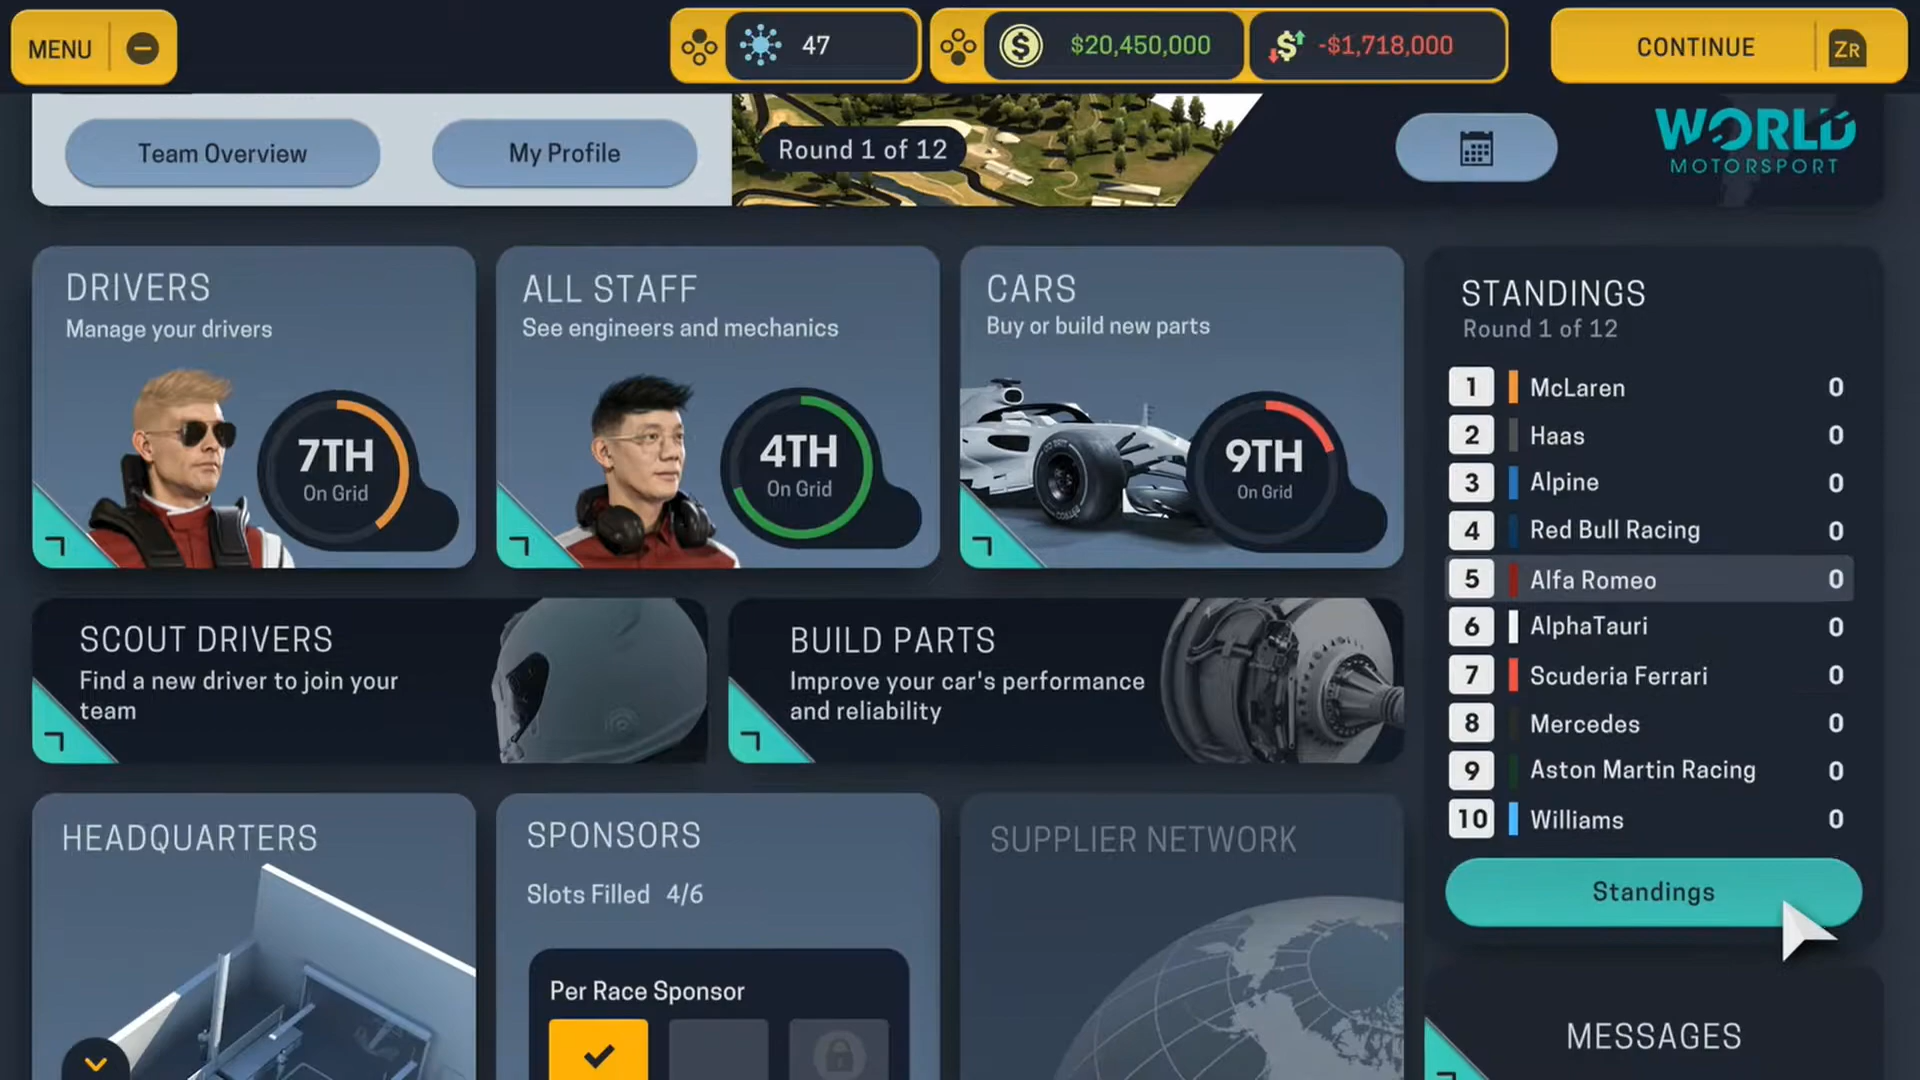 MENU
47
$20,450,000
-$1,718,000
CONTINUE
ZR
Team Overview
My Profile
Round 1 of 12
WORLD
MOTORSPORT
DRIVERS
Manage your drivers
7TH
On Grid
ALL STAFF
See engineers and mechanics
4TH
On Grid
CARS
Buy or build new parts
9TH
On Grid
STANDINGS
Round 1 of 12
1 McLaren 0
2 Haas 0
3 Alpine 0
4 Red Bull Racing 0
5 Alfa Romeo 0
6 AlphaTauri 0
7 Scuderia Ferrari 0
8 Mercedes 0
9 Aston Martin Racing 0
10 Williams 0
Standings
SCOUT DRIVERS
Find a new driver to join your
team
BUILD PARTS
Improve your car's performance
and reliability
HEADQUARTERS
SPONSORS
Slots Filled 4/6
Per Race Sponsor
SUPPLIER NETWORK
MESSAGES